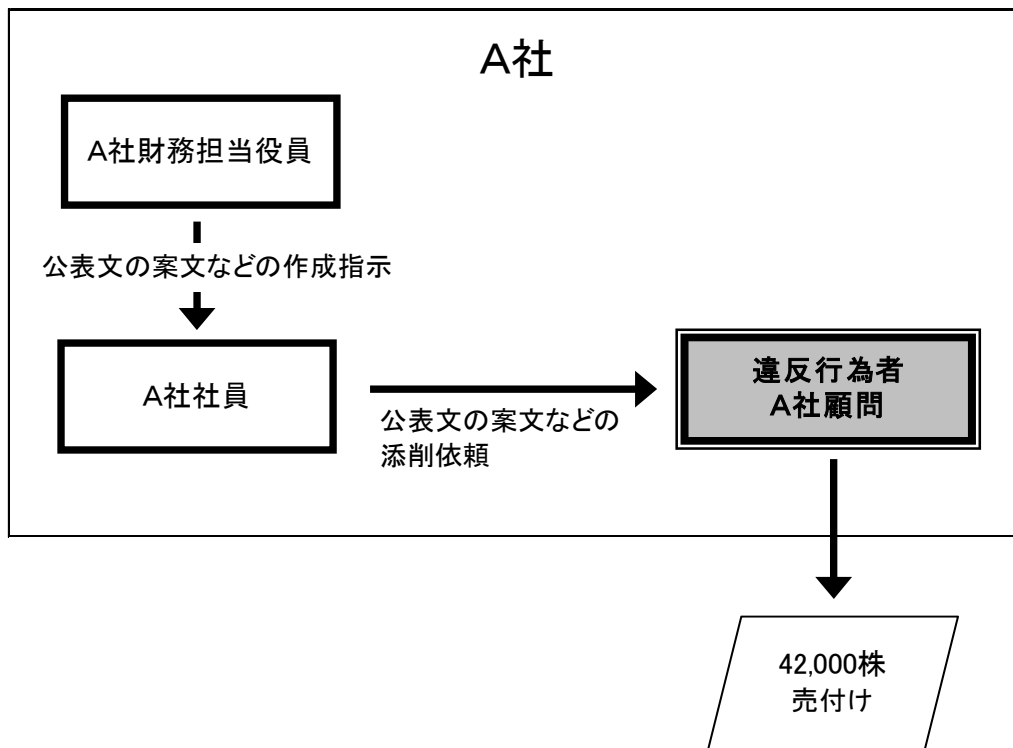 A社
A社財務担当役員
公表文の案文などの作成指示
A社社員
公表文の案文などの
添削依頼
違反行為者
A社顧問
42,000株
売付け